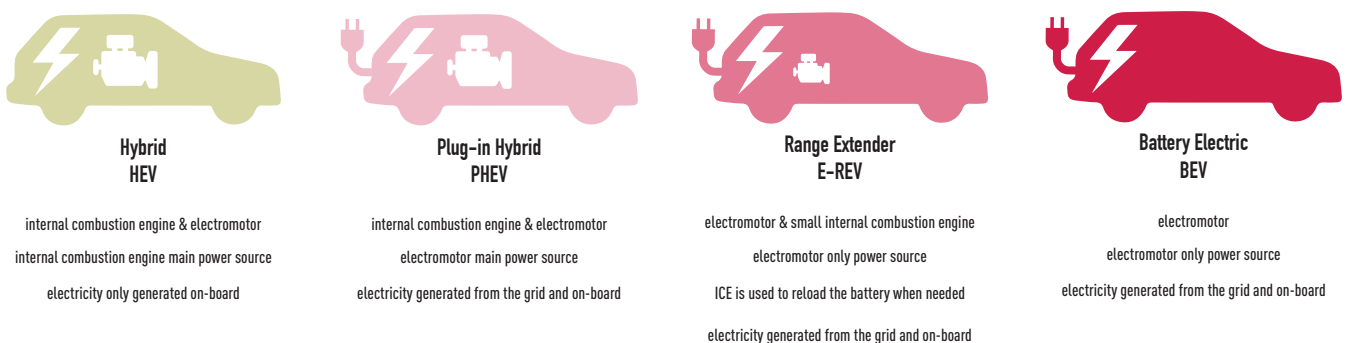 Hybrid
HEV
internal combustion engine & electromotor
internal combustion engine main power source
electricity only generated on-board
Plug-in Hybrid
PHEV
internal combustion engine & electromotor
electromotor main power source
electricity generated from the grid and on-board
Range Extender
E-REV
electromotor & small internal combustion engine
electromotor only power source
ICE is used to reload the battery when needed
electricity generated from the grid and on-board
Battery Electric
BEV
electromotor
electromotor only power source
electricity generated from the grid and on-board